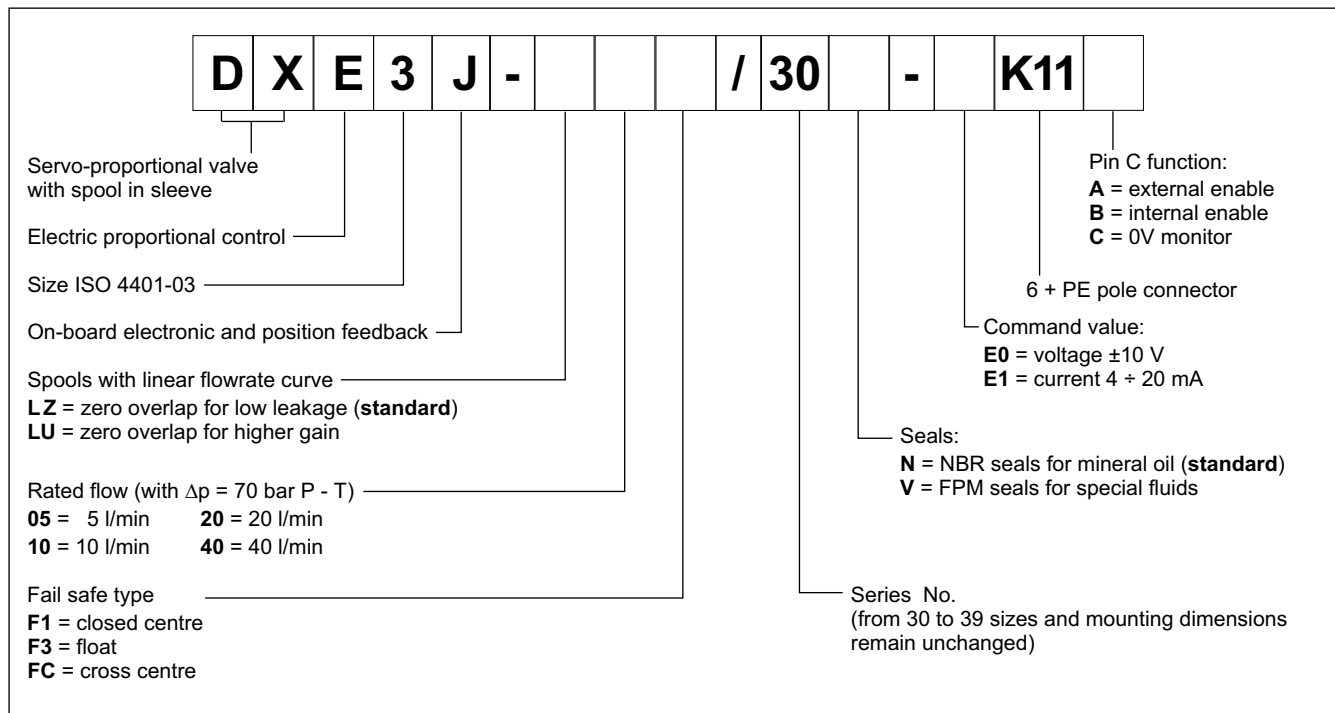 D X E 3 J - / 30 - K11
Servo-proportional valve
with spool in sleeve
Electric proportional control
Size ISO 4401-03
On-board electronic and position feedback
Spools with linear flowrate curve
LZ = zero overlap for low leakage (standard)
LU = zero overlap for higher gain
Rated flow (with Δp = 70 bar P - T)
05 = 5 l/min 20 = 20 l/min
10 = 10 l/min 40 = 40 l/min
Fail safe type
F1 = closed centre
F3 = float
FC = cross centre
Pin C function:
A = external enable
B = internal enable
C = 0V monitor
6 + PE pole connector
Command value:
E0 = voltage ±10 V
E1 = current 4 ÷ 20 mA
Seals:
N = NBR seals for mineral oil (standard)
V = FPM seals for special fluids
Series No.
(from 30 to 39 sizes and mounting dimensions
remain unchanged)